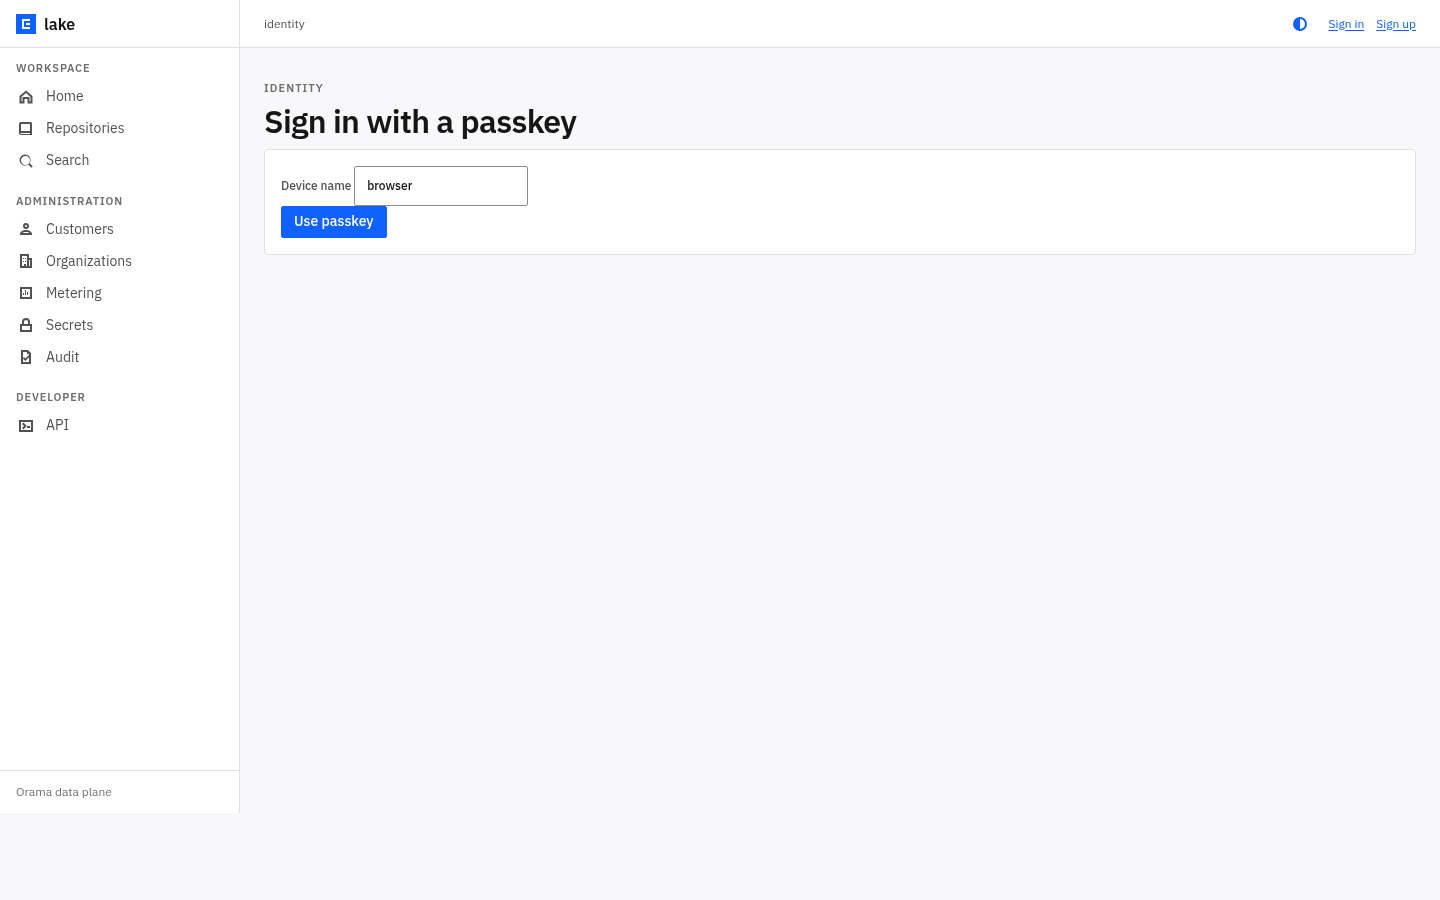 lake
identity
Sign in
Sign up
WORKSPACE
Home
Repositories
Search
ADMINISTRATION
Customers
Organizations
Metering
Secrets
Audit
DEVELOPER
API
Orama data plane
IDENTITY
Sign in with a passkey
Device name
browser
Use passkey